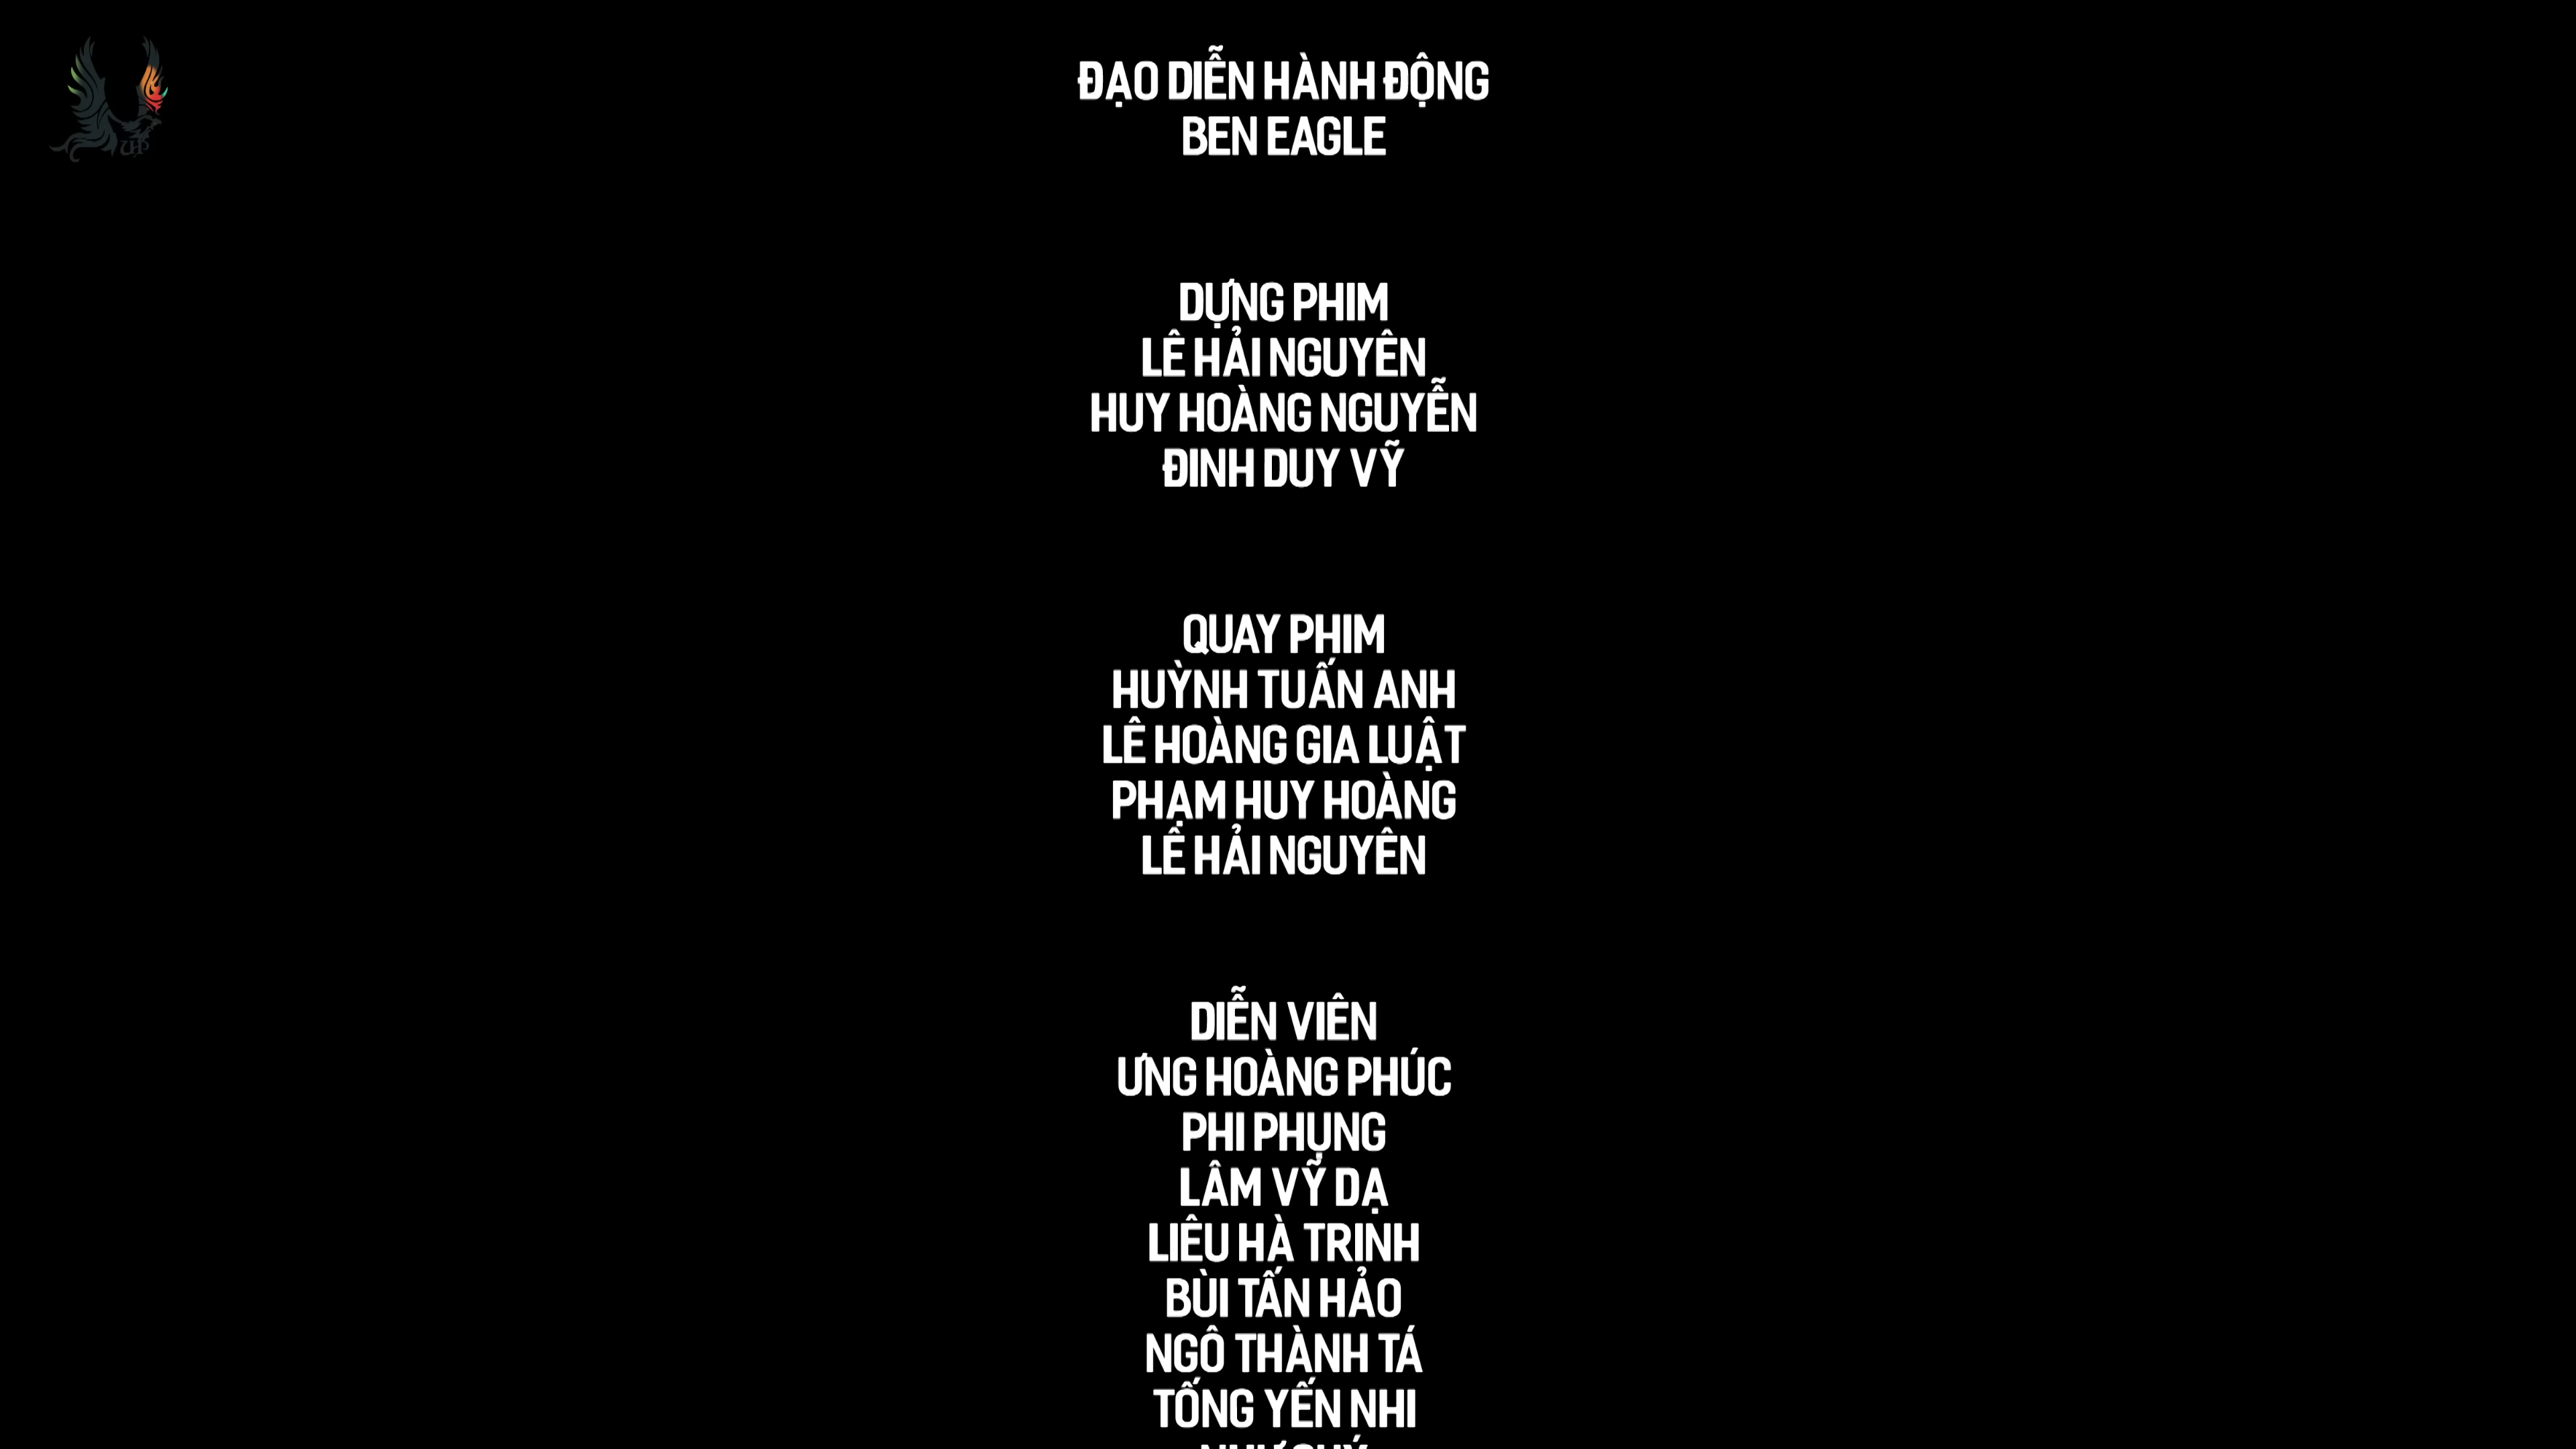 UHP
ĐẠO DIỄN HÀNH ĐỘNG
BEN EAGLE
DỰNG PHIM
LÊ HẢI NGUYÊN
HUY HOÀNG NGUYỄN
ĐINH DUY VỸ
QUAY PHIM
HUỲNH TUẤN ANH
LÊ HOÀNG GIA LUẬT
PHẠM HUY HOÀNG
LÊ HẢI NGUYÊN
DIỄN VIÊN
ƯNG HOÀNG PHÚC
PHI PHỤNG
LÂM VỸ DẠ
LIÊU HÀ TRINH
BÙI TẤN HẢO
NGÔ THÀNH TÁ
TỐNG YẾN NHI